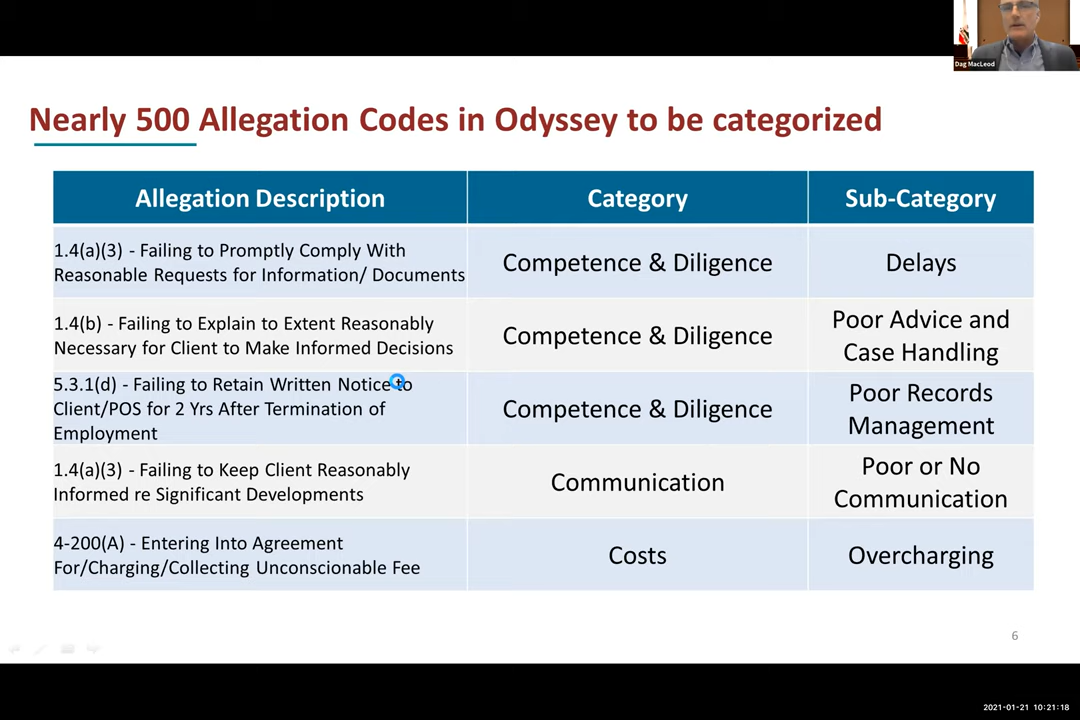 Dag MacLeod
Nearly 500 Allegation Codes in Odyssey to be categorized
Allegation Description
Category
Sub-Category
1.4(a)(3) - Failing to Promptly Comply With
Reasonable Requests for Information/ Documents
Competence & Diligence
Delays
1.4(b) - Failing to Explain to Extent Reasonably
Necessary for Client to Make Informed Decisions
Competence & Diligence
Poor Advice and
Case Handling
5.3.1(d) - Failing to Retain Written Notice to
Client/POS for 2 Yrs After Termination of
Employment
Competence & Diligence
Poor Records
Management
1.4(a)(3) - Failing to Keep Client Reasonably
Informed re Significant Developments
Communication
Poor or No
Communication
4-200(A) - Entering Into Agreement
For/Charging/Collecting Unconscionable Fee
Costs
Overcharging
6
2021-01-21 10:21:18